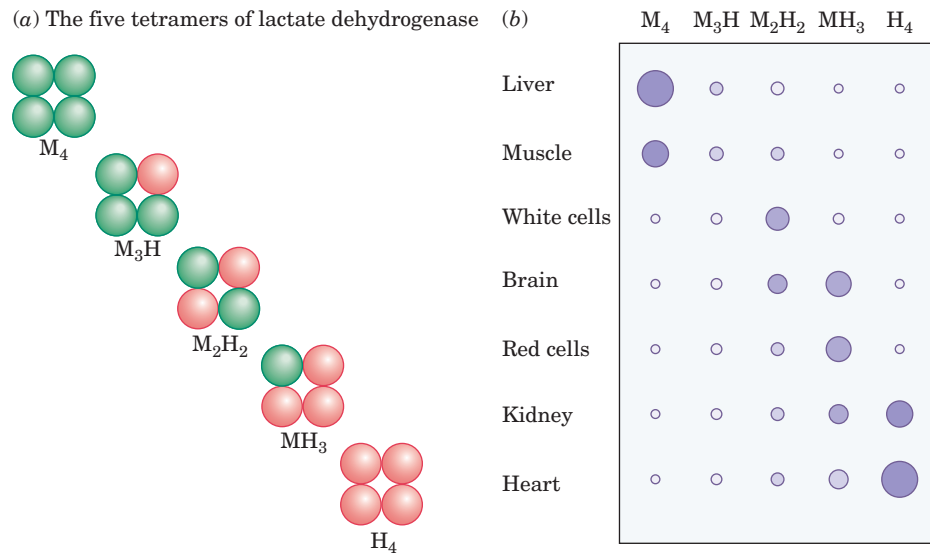 (a) The five tetramers of lactate dehydrogenase
M₄
M₃H
M₂H₂
MH₃
H₄
(b)
M₄ M₃H M₂H₂ MH₃ H₄
Liver
Muscle
White cells
Brain
Red cells
Kidney
Heart